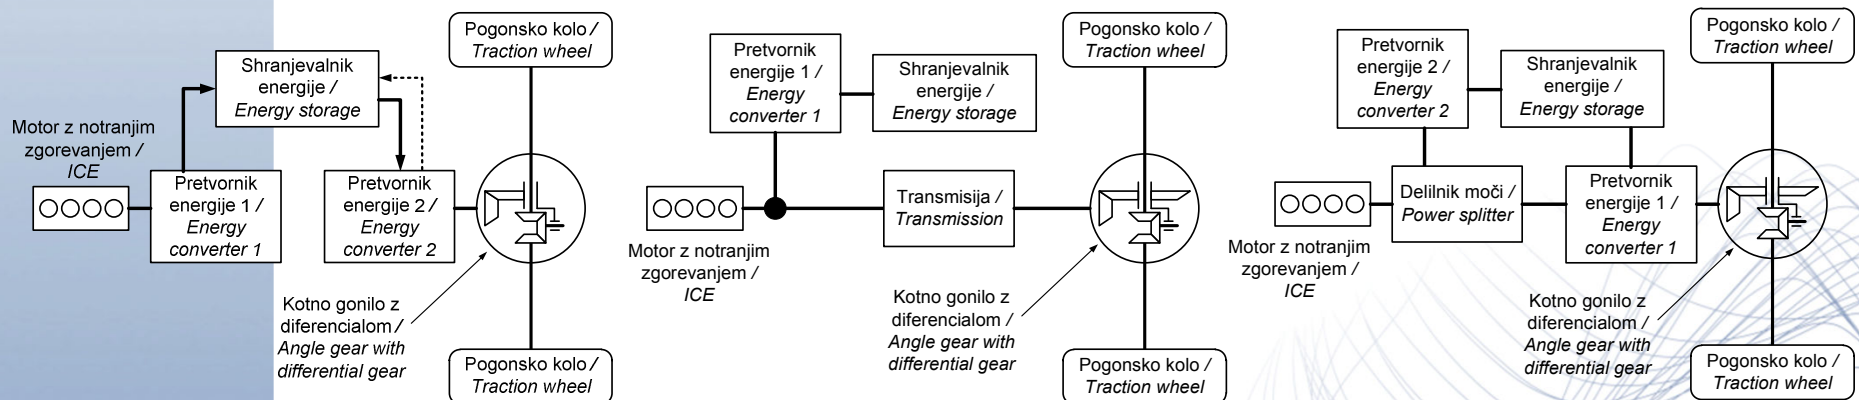 Pogonsko kolo /
Traction wheel
Shranjevalnik
energije /
Energy storage
Motor z notranjim
zgorevanjem /
ICE
Pretvornik
energije 1 /
Energy
converter 1
Pretvornik
energije 2 /
Energy
converter 2
Kotno gonilo z
diferencialom /
Angle gear with
differential gear
Pogonsko kolo /
Traction wheel
Pogonsko kolo /
Traction wheel
Pretvornik
energije 1 /
Energy
converter 1
Shranjevalnik
energije /
Energy storage
Transmisija /
Transmission
Motor z notranjim
zgorevanjem /
ICE
Kotno gonilo z
diferencialom /
Angle gear with
differential gear
Pogonsko kolo /
Traction wheel
Pogonsko kolo /
Traction wheel
Pretvornik
energije 2 /
Energy
converter 2
Shranjevalnik
energije /
Energy storage
Delilnik moči /
Power splitter
Pretvornik
energije 1 /
Energy
converter 1
Motor z notranjim
zgorevanjem /
ICE
Kotno gonilo z
diferencialom /
Angle gear with
differential gear
Pogonsko kolo /
Traction wheel